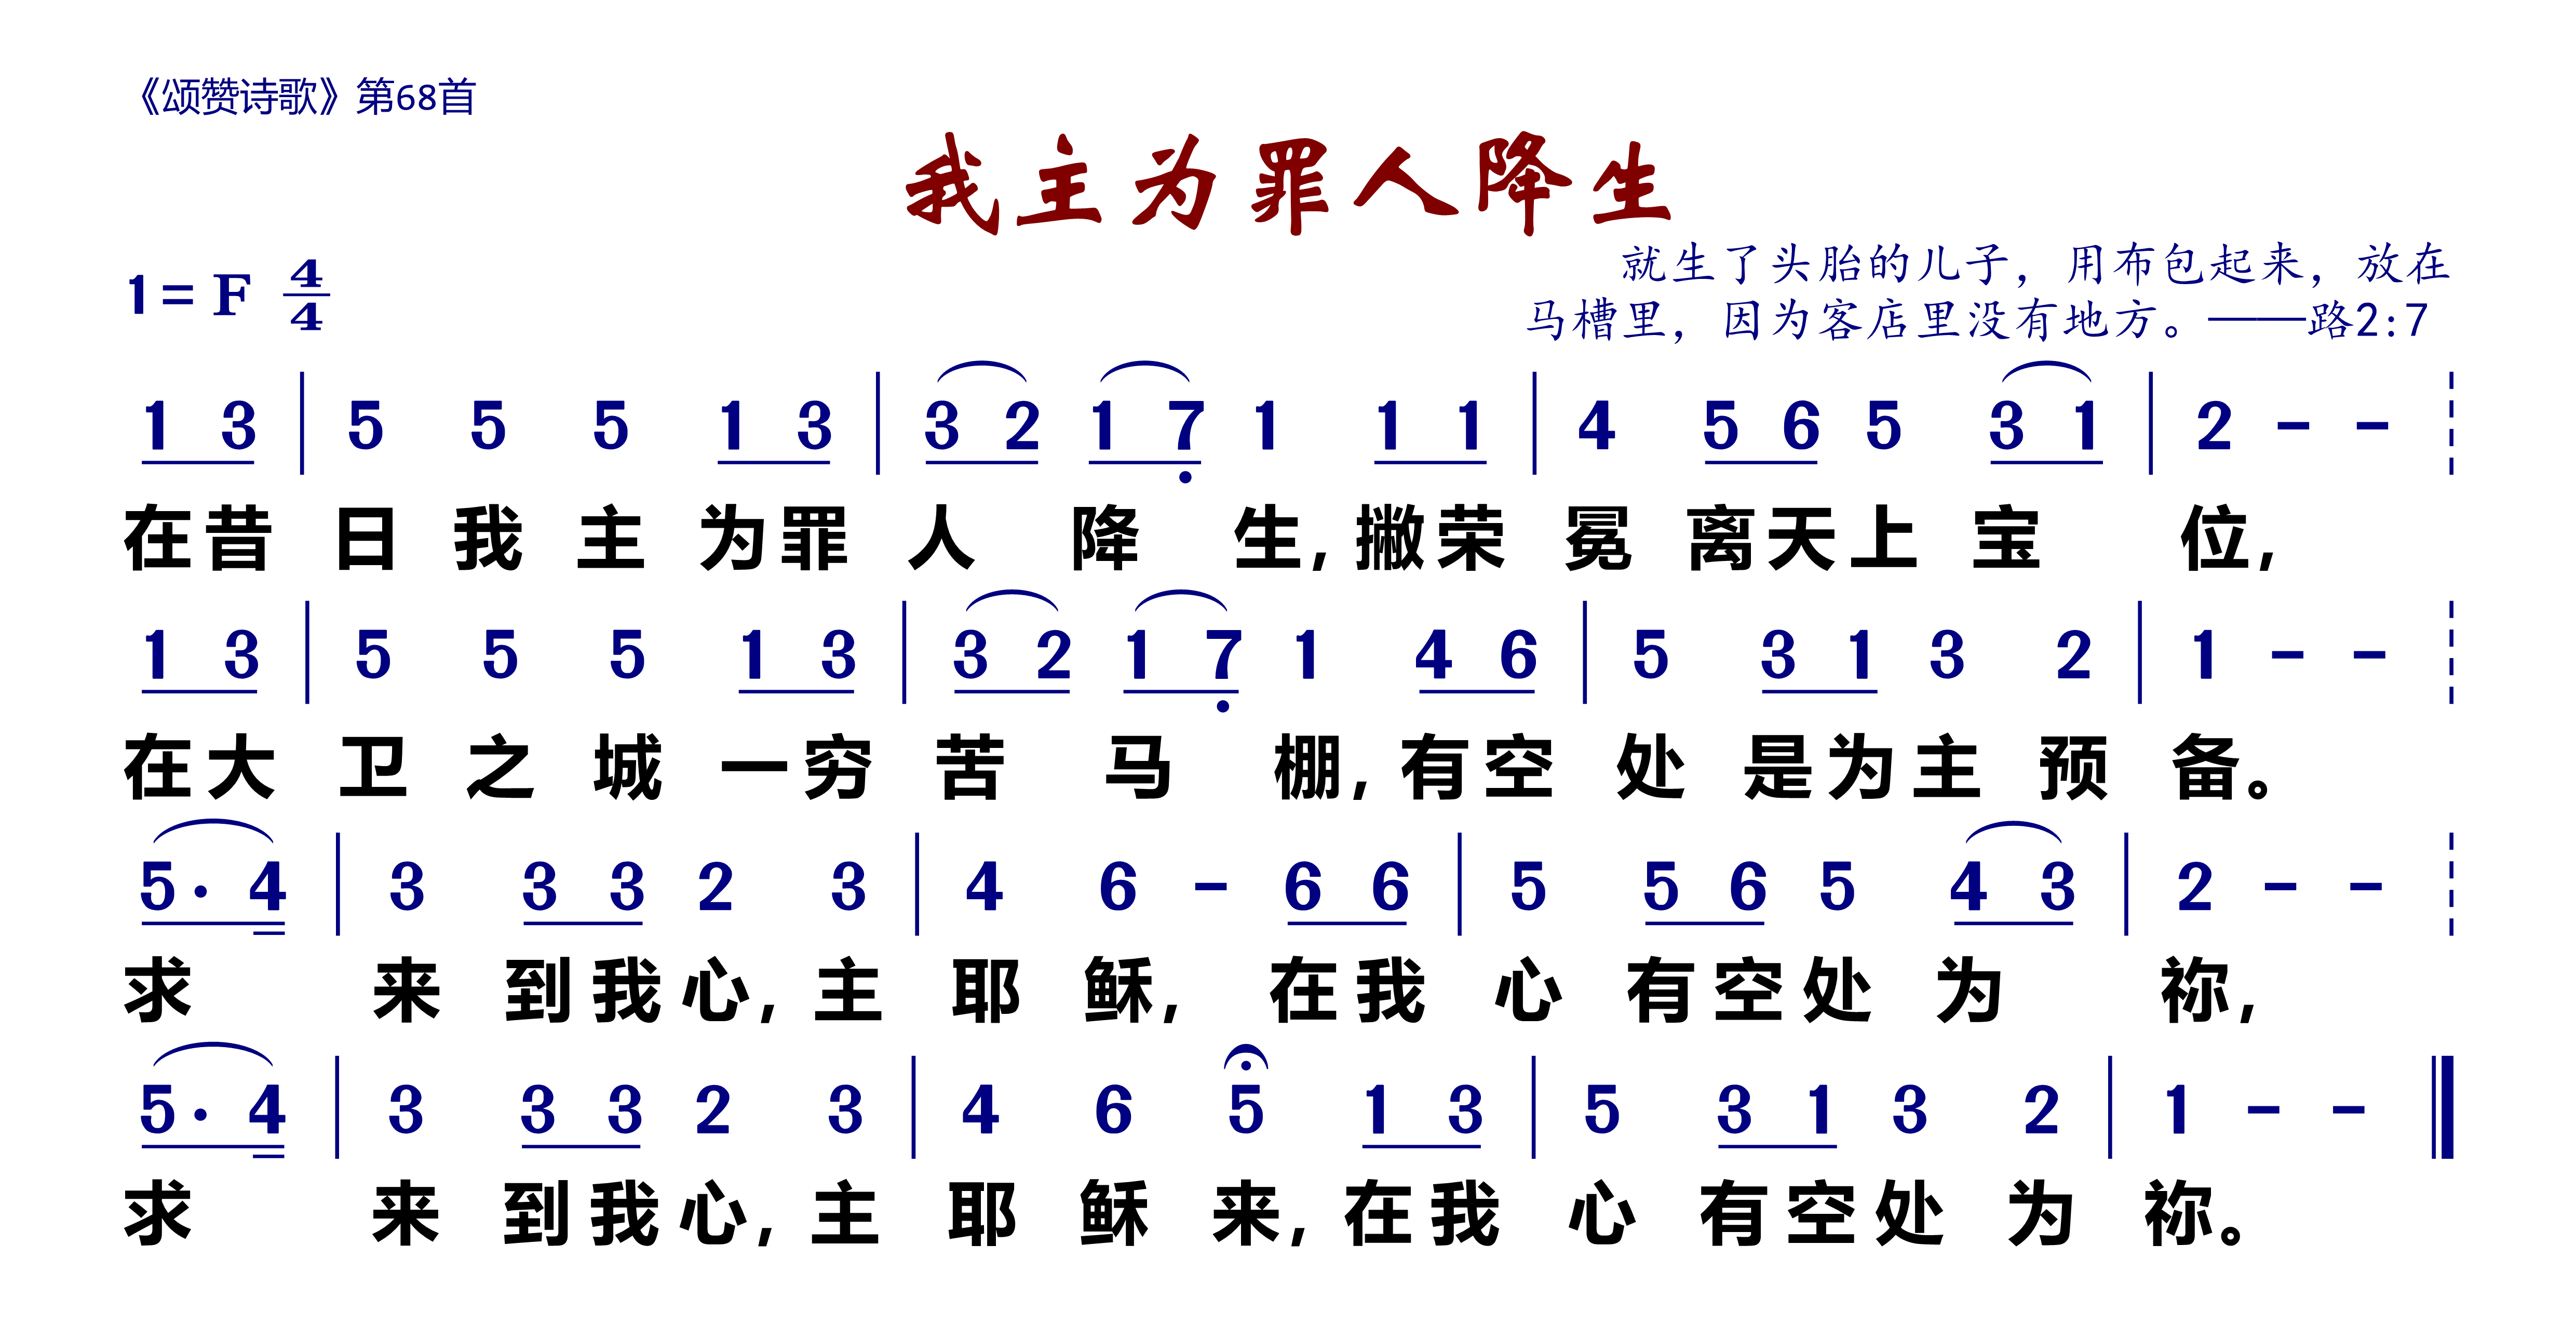 《颂赞诗歌》第68首
我主为罪人降生
1= F 4/4
就生了头胎的儿子，用布包起来，放在
马槽里，因为客店里没有地方。——路2:7
1 3 | 5 5 5 1 3 | 3 2 1 7̣ 1 1 1 | 4 5 6 5 3 1 | 2 - - ¦
在昔日我主为罪人降生,撇荣冕离天上宝位,
1 3 | 5 5 5 1 3 | 3 2 1 7̣ 1 4 6 | 5 3 1 3 2 | 1 - - ¦
在大卫之城一穷苦马棚,有空处是为主预备。
5· 4 | 3 3 3 2 3 | 4 6 - 6 6 | 5 5 6 5 4 3 | 2 - - ¦
求来到我心,主耶稣,在我心有空处为祢,
5· 4 | 3 3 3 2 3 | 4 6 5 1 3 | 5 3 1 3 2 | 1 - - ‖
求来到我心,主耶稣来,在我心有空处为祢。